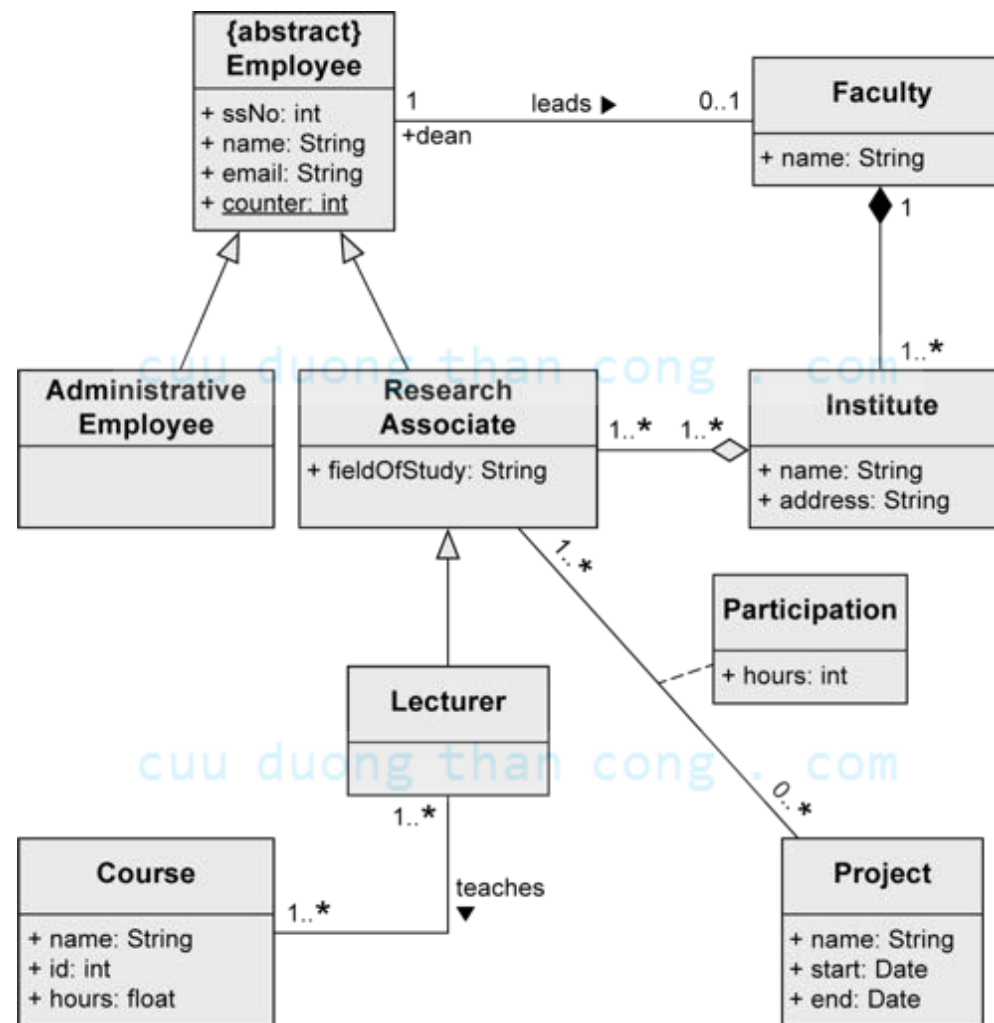 {abstract}
Employee
+ ssNo: int
+ name: String
+ email: String
+ counter: int
1
leads ▶
0..1
+dean
Faculty
+ name: String
1
1..*
cuu duong than cong . com
Administrative
Employee
Research
Associate
+ fieldOfStudy: String
1..*
1..*
Institute
+ name: String
+ address: String
1..*
Participation
+ hours: int
Lecturer
cuu duong than cong . com
1..*
0..*
teaches
▼
Course
+ name: String
+ id: int
+ hours: float
1..*
Project
+ name: String
+ start: Date
+ end: Date